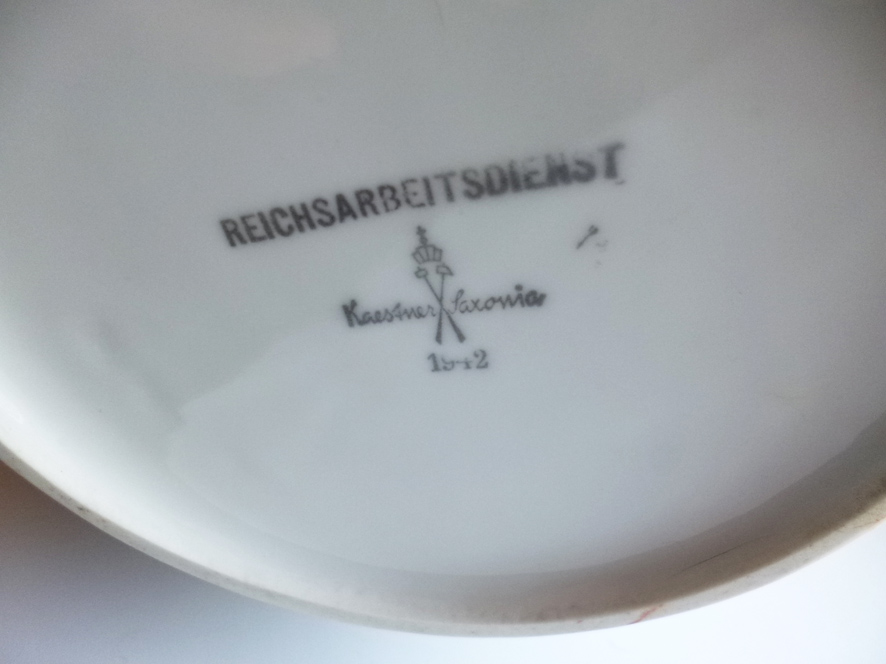 REICHSARBEITSDIENST
Kaestner Saxonia
1942